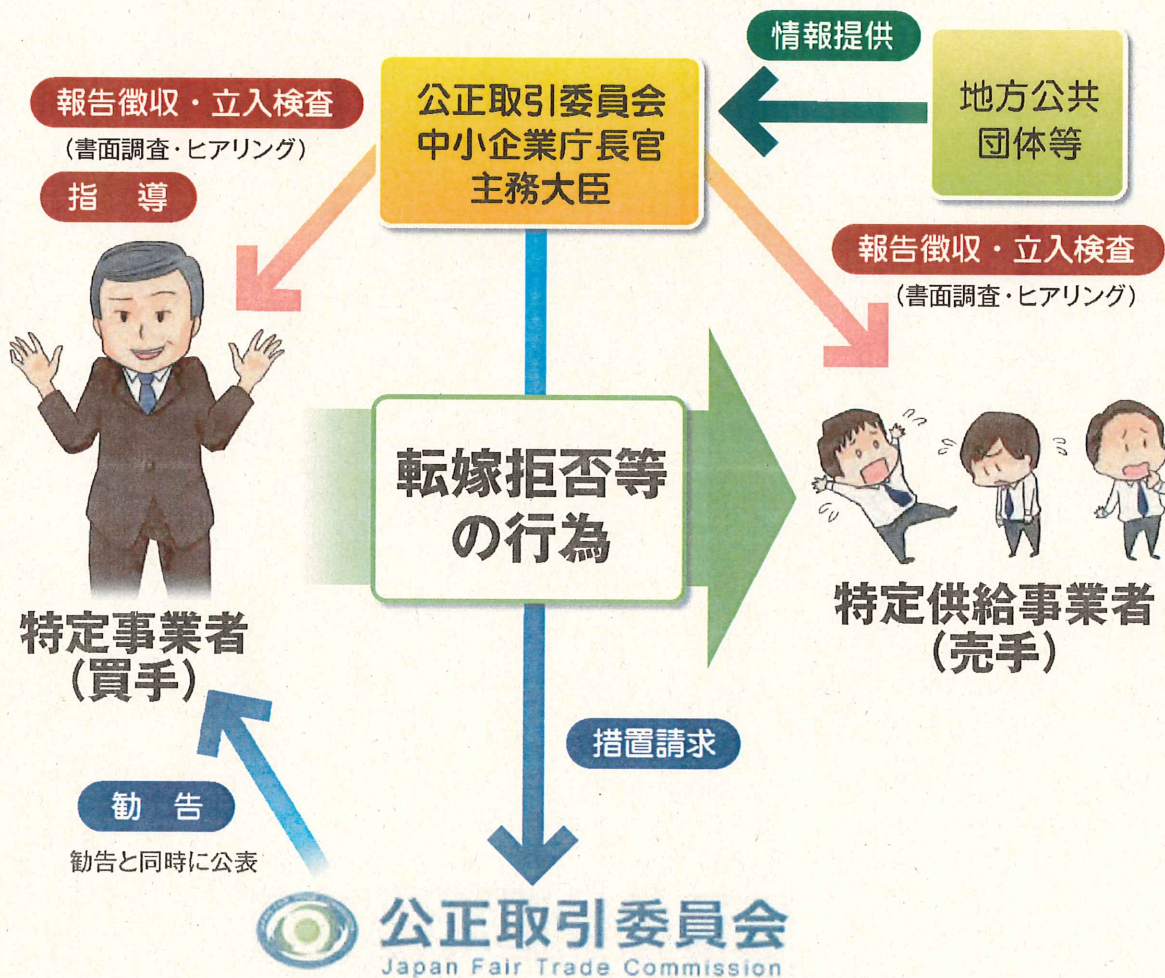 情報提供
地方公共
団体等
公正取引委員会
中小企業庁長官
主務大臣
報告徴収・立入検査
(書面調査・ヒアリング)
指 導
報告徴収・立入検査
(書面調査・ヒアリング)
転嫁拒否等
の行為
特定事業者
(買手)
特定供給事業者
(売手)
措置請求
勧 告
勧告と同時に公表
公正取引委員会
Japan Fair Trade Commission